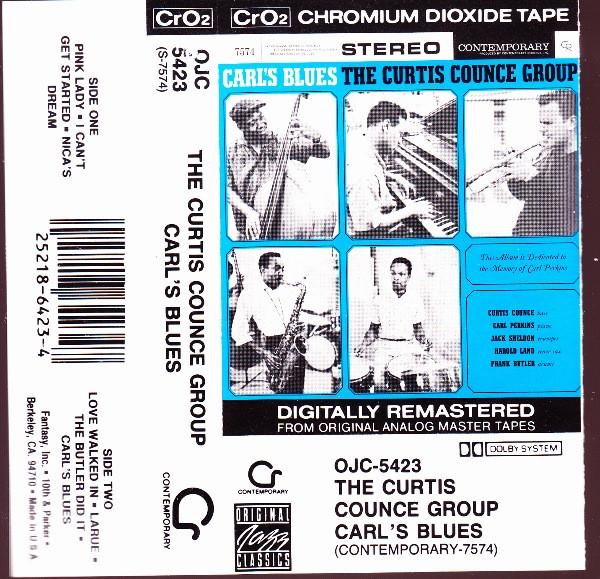 SIDE ONE
PINK LADY • I CAN'T
GET STARTED • NICA'S
DREAM
25218-6423-4
SIDE TWO
LOVE WALKED IN • LARUE •
THE BUTLER DID IT •
CARL'S BLUES
Fantasy, Inc. • 10th & Parker •
Berkeley, CA. 94710 • Made in U S A
CrO2
OJC
5423
(S-7574)
THE CURTIS COUNCE GROUP
CARL'S BLUES
CONTEMPORARY
CrO2 CHROMIUM DIOXIDE TAPE
7574
STEREO
CONTEMPORARY
CARL'S BLUES THE CURTIS COUNCE GROUP
This Album is Dedicated to
the Memory of Carl Perkins
CURTIS COUNCE bass
CARL PERKINS piano
JACK SHELDON trumpet
HAROLD LAND tenor sax
FRANK BUTLER drums
DIGITALLY REMASTERED
FROM ORIGINAL ANALOG MASTER TAPES
DOLBY SYSTEM
CONTEMPORARY
ORIGINAL
Jazz
CLASSICS
OJC-5423
THE CURTIS
COUNCE GROUP
CARL'S BLUES
(CONTEMPORARY-7574)